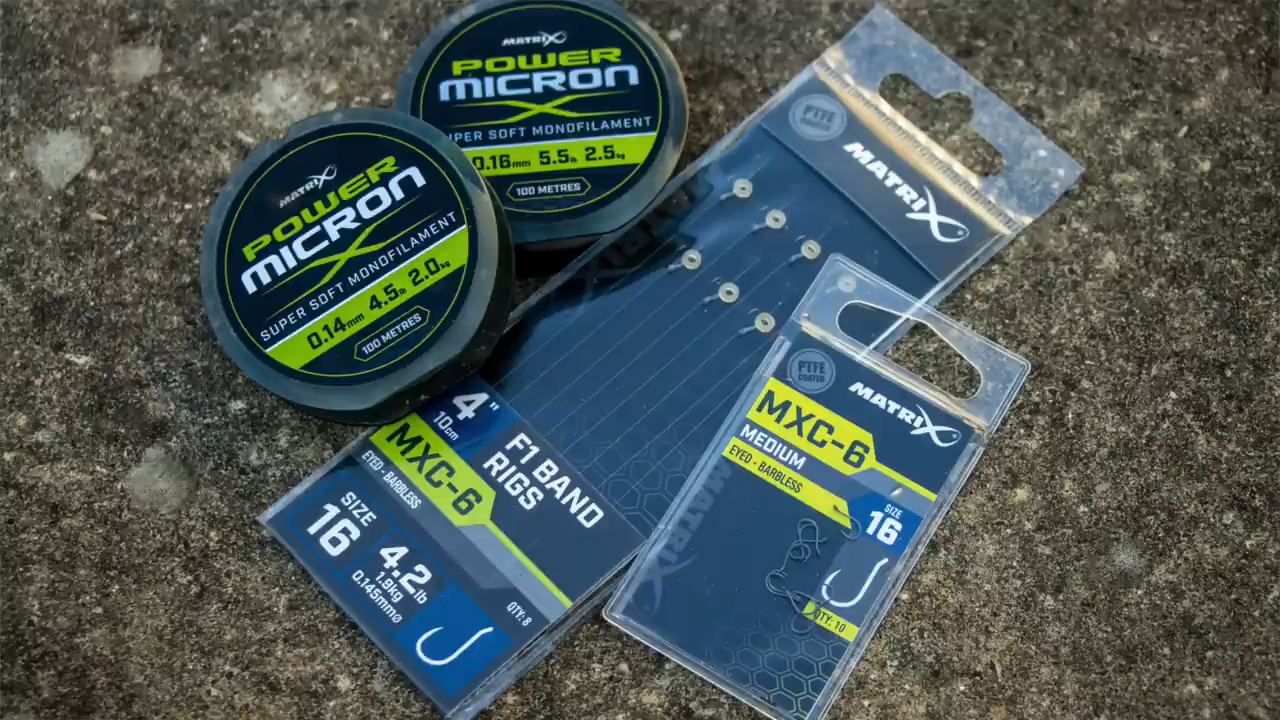 MATRIX
POWER
MICRON
X
SUPER SOFT MONOFILAMENT
0.16mm 5.5lb 2.5kg
100 METRES
MATRIX
POWER
MICRON
X
SUPER SOFT MONOFILAMENT
0.14mm 4.5lb 2.0kg
100 METRES
PTFE
COATED
MATRIX
4"
10cm
F1 BAND
RIGS
MXC-6
EYED - BARBLESS
SIZE
16
4.2lb
1.9kg
0.145mmø
QTY: 8
PTFE
COATED
MATRIX
MXC-6
MEDIUM
EYED - BARBLESS
SIZE
16
QTY: 10
MATRIX